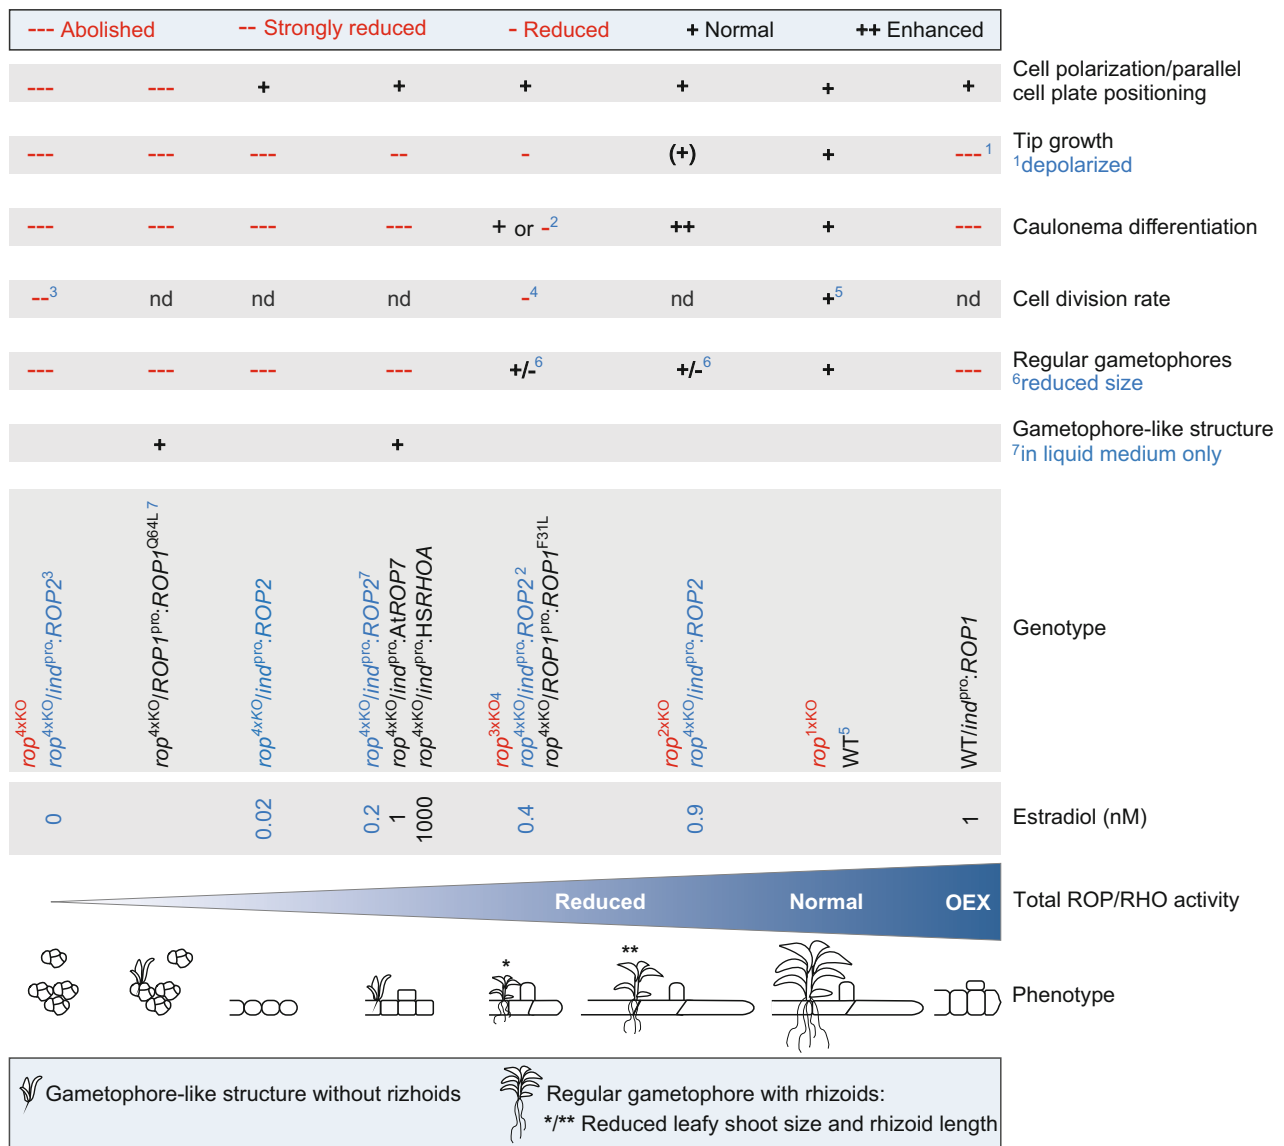 --- Abolished -- Strongly reduced - Reduced + Normal ++ Enhanced
--- --- + + + + + + Cell polarization/parallel
cell plate positioning
--- --- --- -- - (+) + --- 1 Tip growth
1depolarized
--- --- --- --- + or -2 ++ + --- Caulonema differentiation
--3 nd nd nd -4 nd +5 nd Cell division rate
--- --- --- --- +/-6 +/-6 + --- Regular gametophores
6reduced size
+ + Gametophore-like structure
7in liquid medium only
rop4xKO
rop4xKO/indpro:ROP23
rop4xKO/ROP1pro:ROP1Q64L 7
rop4xKO/indpro:ROP2
rop4xKO/indpro:ROP27
rop4xKO/indpro:AtROP7
rop4xKO/indpro:HSRHOA
rop3xKO4
rop4xKO/indpro:ROP2 2
rop4xKO/ROP1pro:ROP1F31L
rop2xKO
rop4xKO/indpro:ROP2
rop1xKO
WT5
WT/indpro:ROP1
Genotype
0 0.02 0.2 1 1000 0.4 0.9 1 Estradiol (nM)
Reduced Normal OEX Total ROP/RHO activity
* ** Phenotype
Gametophore-like structure without rizhoids
Regular gametophore with rhizoids:
*/** Reduced leafy shoot size and rhizoid length